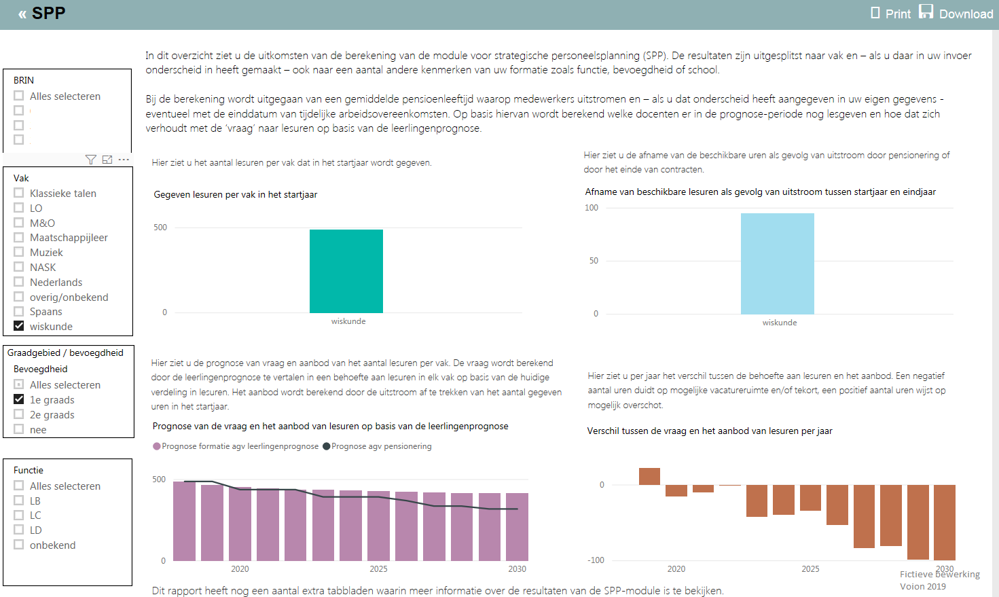 « SPP
Print Download
In dit overzicht ziet u de uitkomsten van de berekening van de module voor strategische personeelsplanning (SPP). De resultaten zijn uitgesplitst naar vak en – als u daar in uw invoer
onderscheid in heeft gemaakt – ook naar een aantal andere kenmerken van uw formatie zoals functie, bevoegdheid of school.
Bij de berekening wordt uitgegaan van een gemiddelde pensioenleeftijd waarop medewerkers uitstromen en – als u dat onderscheid heeft aangegeven in uw eigen gegevens -
eventueel met de einddatum van tijdelijke arbeidsovereenkomsten. Op basis hiervan wordt berekend welke docenten er in de prognose-periode nog lesgeven en hoe dat zich
verhoudt met de ‘vraag’ naar lesuren op basis van de leerlingenprognose.
BRIN
Alles selecteren
Vak
Klassieke talen
LO
M&O
Maatschappijleer
Muziek
NASK
Nederlands
overig/onbekend
Spaans
wiskunde
Graadgebied / bevoegdheid
Bevoegdheid
Alles selecteren
1e graads
2e graads
nee
Functie
Alles selecteren
LB
LC
LD
onbekend
Hier ziet u het aantal lesuren per vak dat in het startjaar wordt gegeven.
Gegeven lesuren per vak in het startjaar
500
0
wiskunde
Hier ziet u de afname van de beschikbare uren als gevolg van uitstroom door pensionering of
door het einde van contracten.
Afname van beschikbare lesuren als gevolg van uitstroom tussen startjaar en eindjaar
100
50
0
wiskunde
Hier ziet u de prognose van vraag en aanbod van het aantal lesuren per vak. De vraag wordt berekend
door de leerlingenprognose te vertalen in een behoefte aan lesuren in elk vak op basis van de huidige
verdeling in lesuren. Het aanbod wordt berekend door de uitstroom af te trekken van het aantal gegeven
uren in het startjaar.
Prognose van de vraag en het aanbod van lesuren op basis van de leerlingenprognose
Prognose formatie agv leerlingenprognose Prognose agv pensionering
500
0
2020 2025 2030
Hier ziet u per jaar het verschil tussen de behoefte aan lesuren en het aanbod. Een negatief
aantal uren duidt op mogelijke vacatureruimte en/of tekort, een positief aantal uren wijst op
mogelijk overschot.
Verschil tussen de vraag en het aanbod van lesuren per jaar
0
-100
2020 2025 2030
Fictieve bewerking
Voion 2019
Dit rapport heeft nog een aantal extra tabbladen waarin meer informatie over de resultaten van de SPP-module is te bekijken.